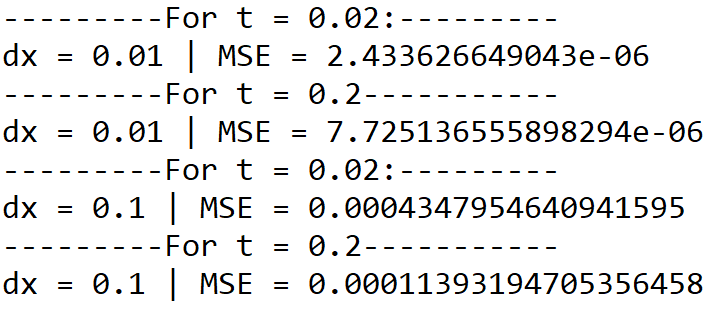 ---------For t = 0.02:---------
dx = 0.01 | MSE = 2.433626649043e-06
---------For t = 0.2-----------
dx = 0.01 | MSE = 7.725136555898294e-06
---------For t = 0.02:---------
dx = 0.1 | MSE = 0.0004347954640941595
---------For t = 0.2-----------
dx = 0.1 | MSE = 0.00011393194705356458